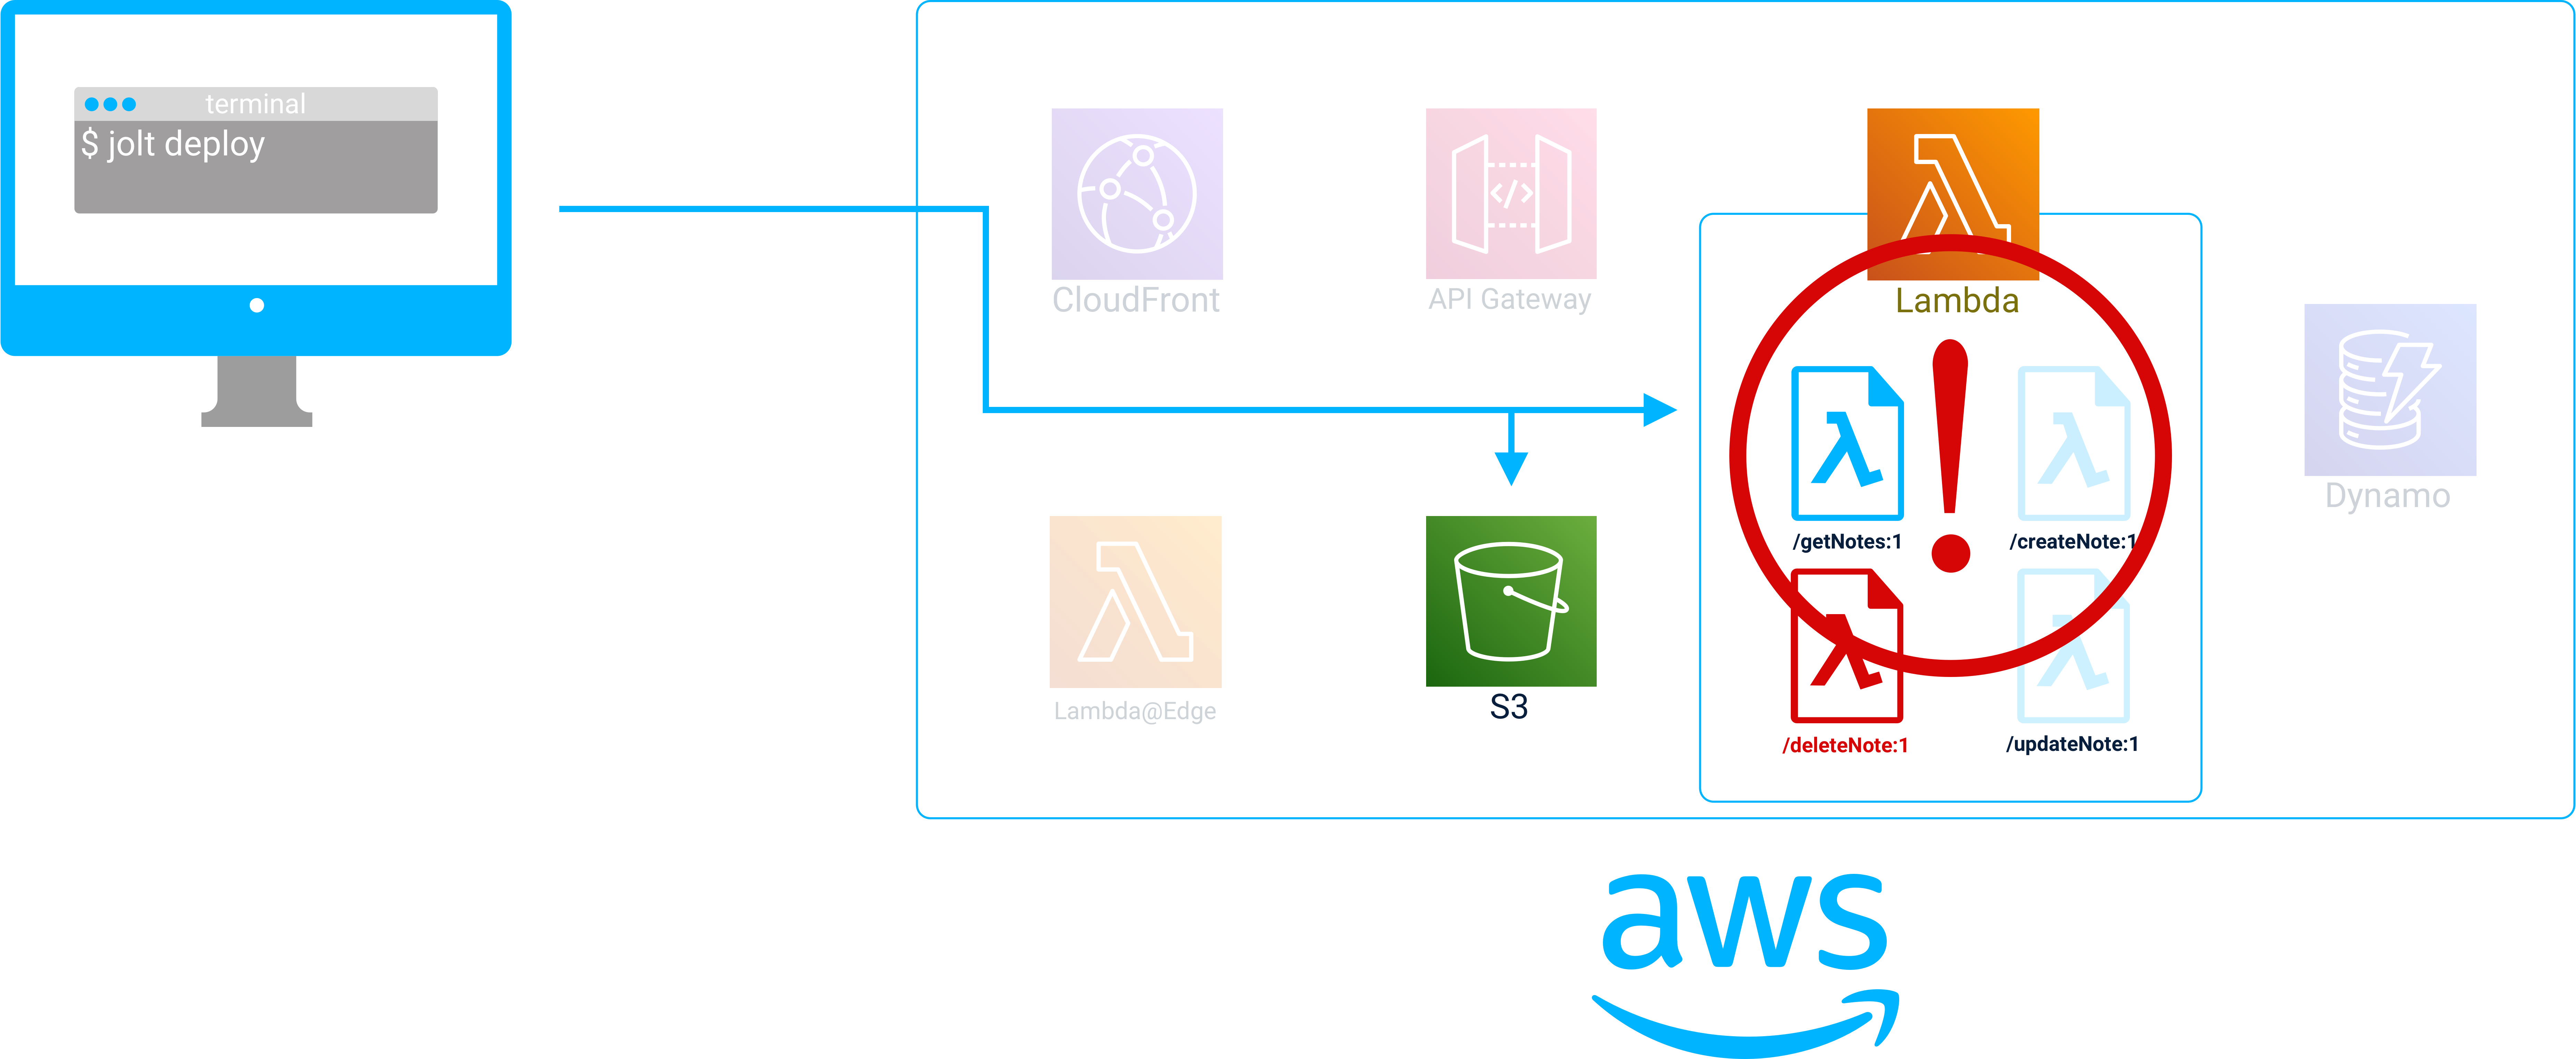 terminal
$ jolt deploy
CloudFront
API Gateway
Lambda
Dynamo
/getNotes:1
/createNote:1
Lambda@Edge
S3
/deleteNote:1
/updateNote:1
aws